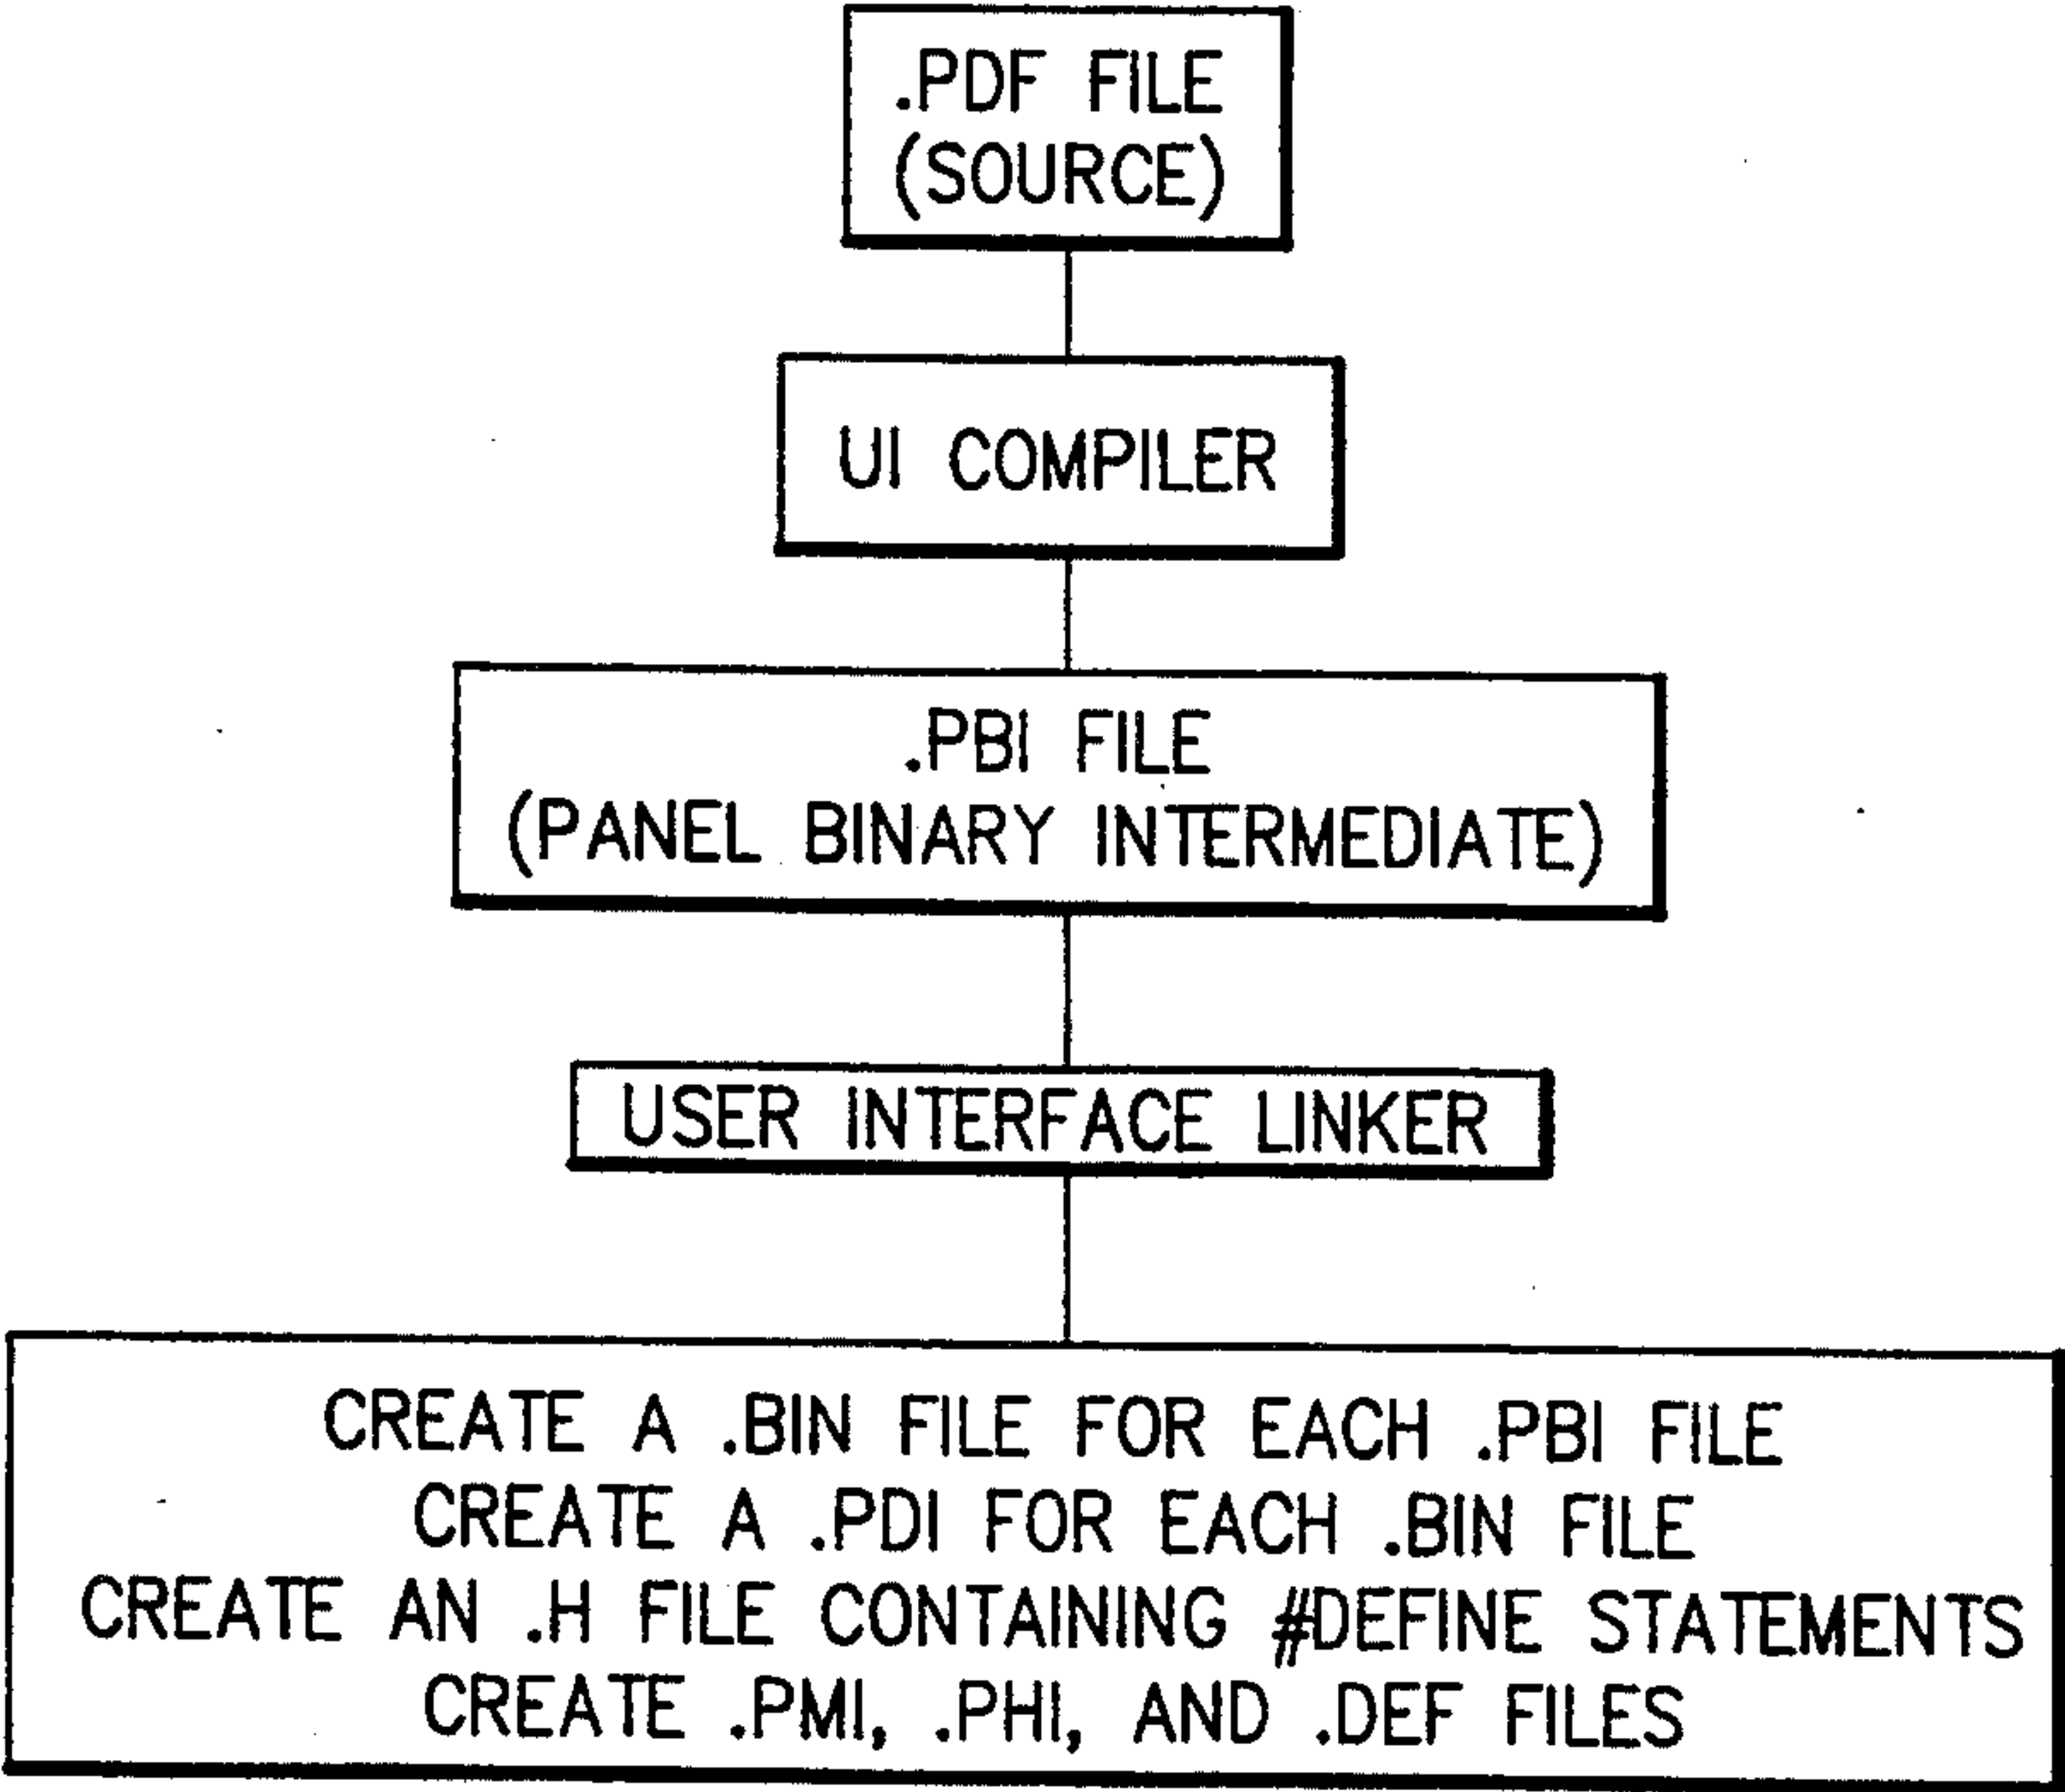 .PDF FILE
(SOURCE)
UI COMPILER
.PBI FILE
(PANEL BINARY INTERMEDIATE)
USER INTERFACE LINKER
CREATE A .BIN FILE FOR EACH .PBI FILE
CREATE A .PDI FOR EACH .BIN FILE
CREATE AN .H FILE CONTAINING #DEFINE STATEMENTS
CREATE .PMI, .PHI, AND .DEF FILES